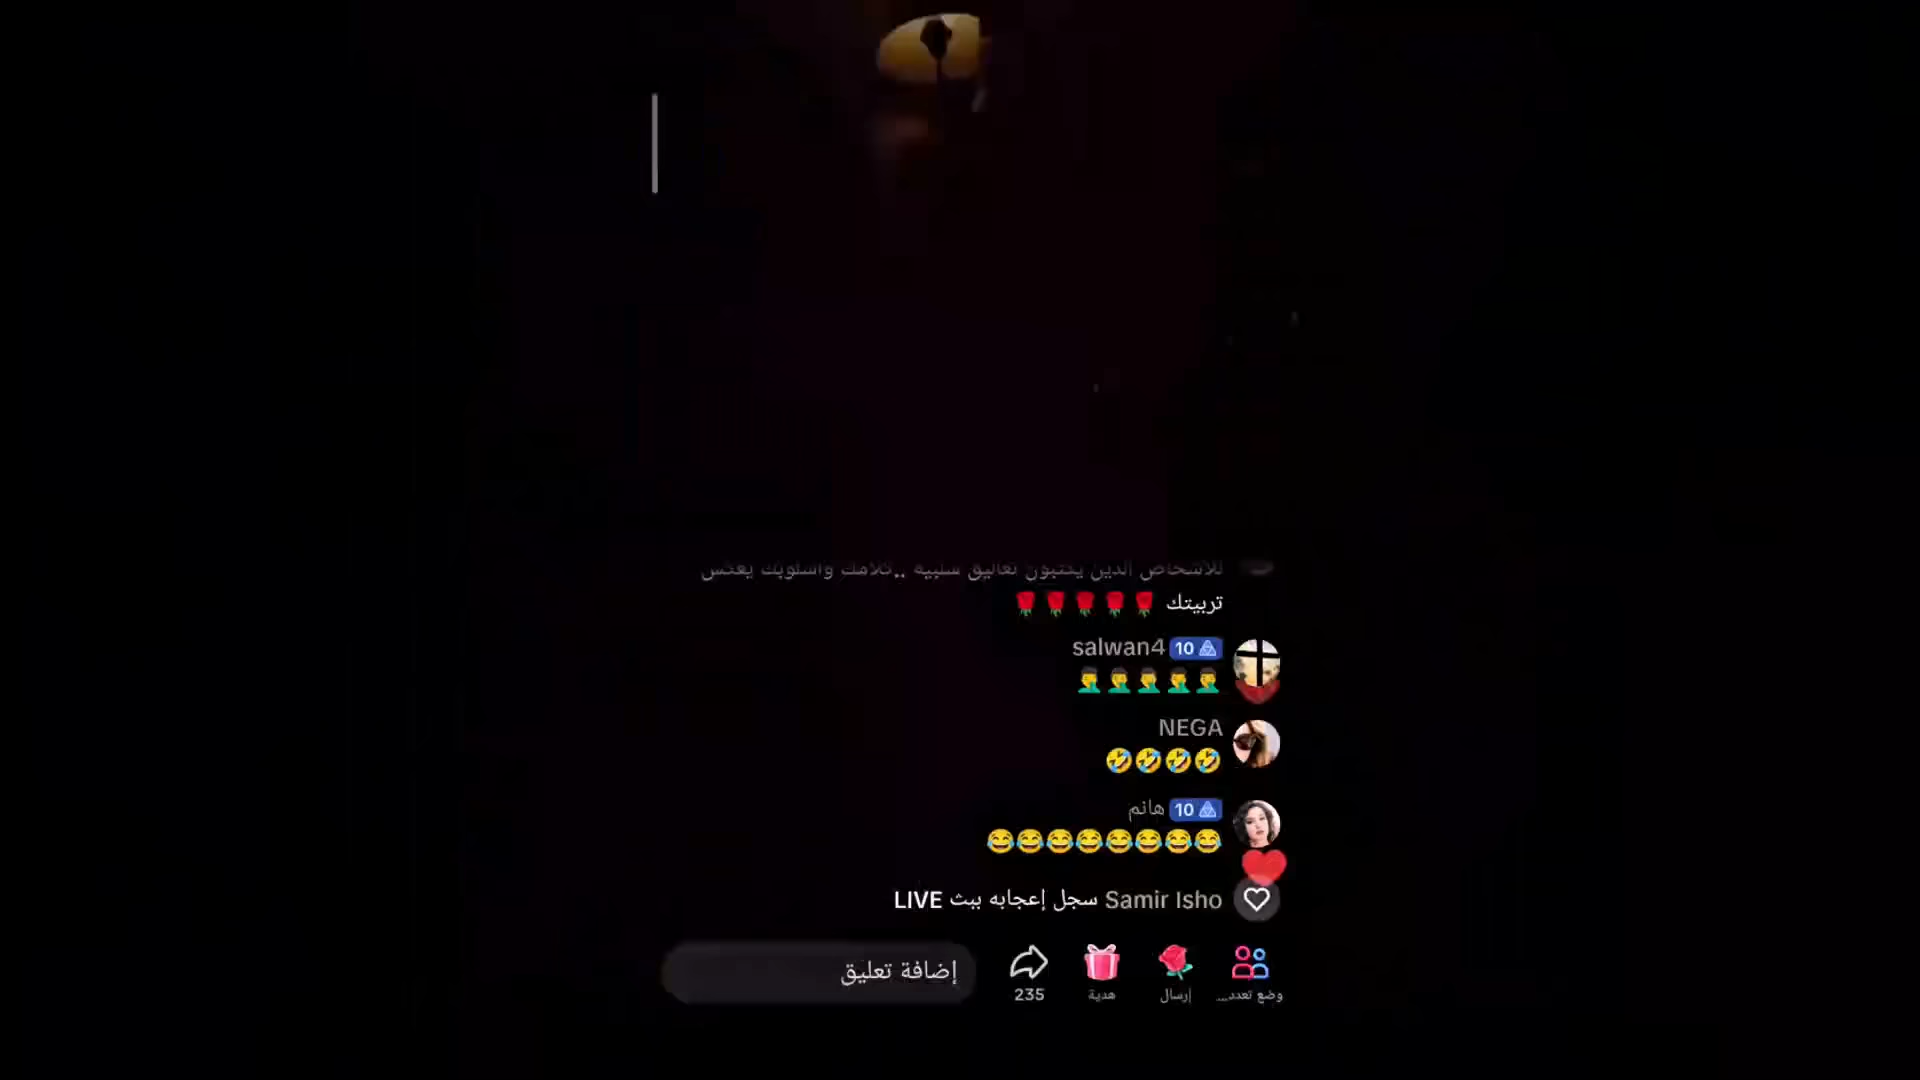 للأشخاص الذين يكتبون تعاليق سلبية ..كلامك واسلوبك يعكس
تربيتك 🌹🌹🌹🌹🌹
salwan4 10
🤦‍♂️🤦‍♂️🤦‍♂️🤦‍♂️🤦‍♂️
NEGA
🤣🤣🤣🤣
هانم 10
😂😂😂😂😂😂😂😂
Samir Isho سجل إعجابه ببث LIVE
إضافة تعليق
235
هدية
إرسال
وضع تعدد...